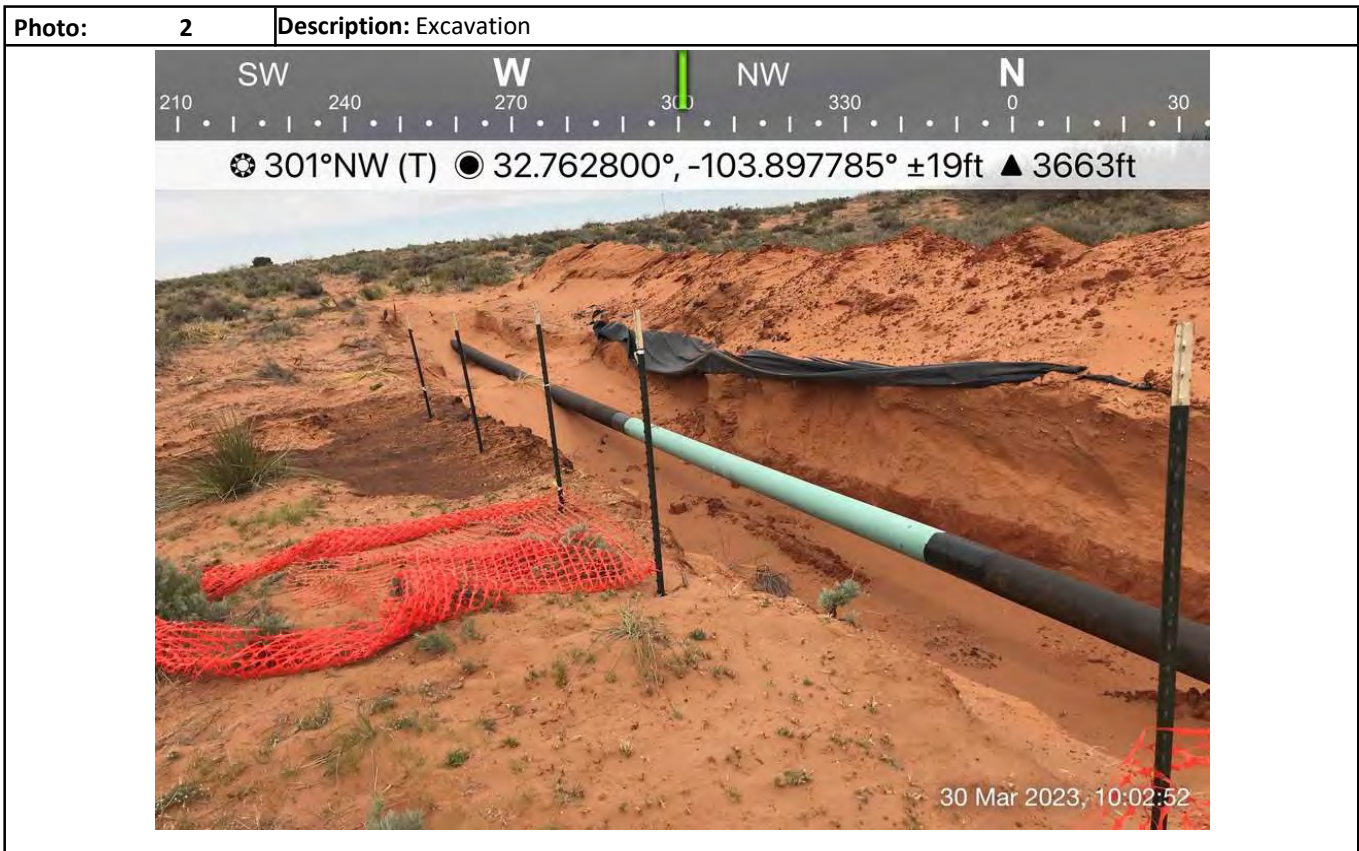 Photo: 2 Description: Excavation
SW W NW N
210 240 270 300 330 0 30
301°NW (T) 32.762800°, -103.897785° ±19ft ▲ 3663ft
30 Mar 2023, 10:02:52